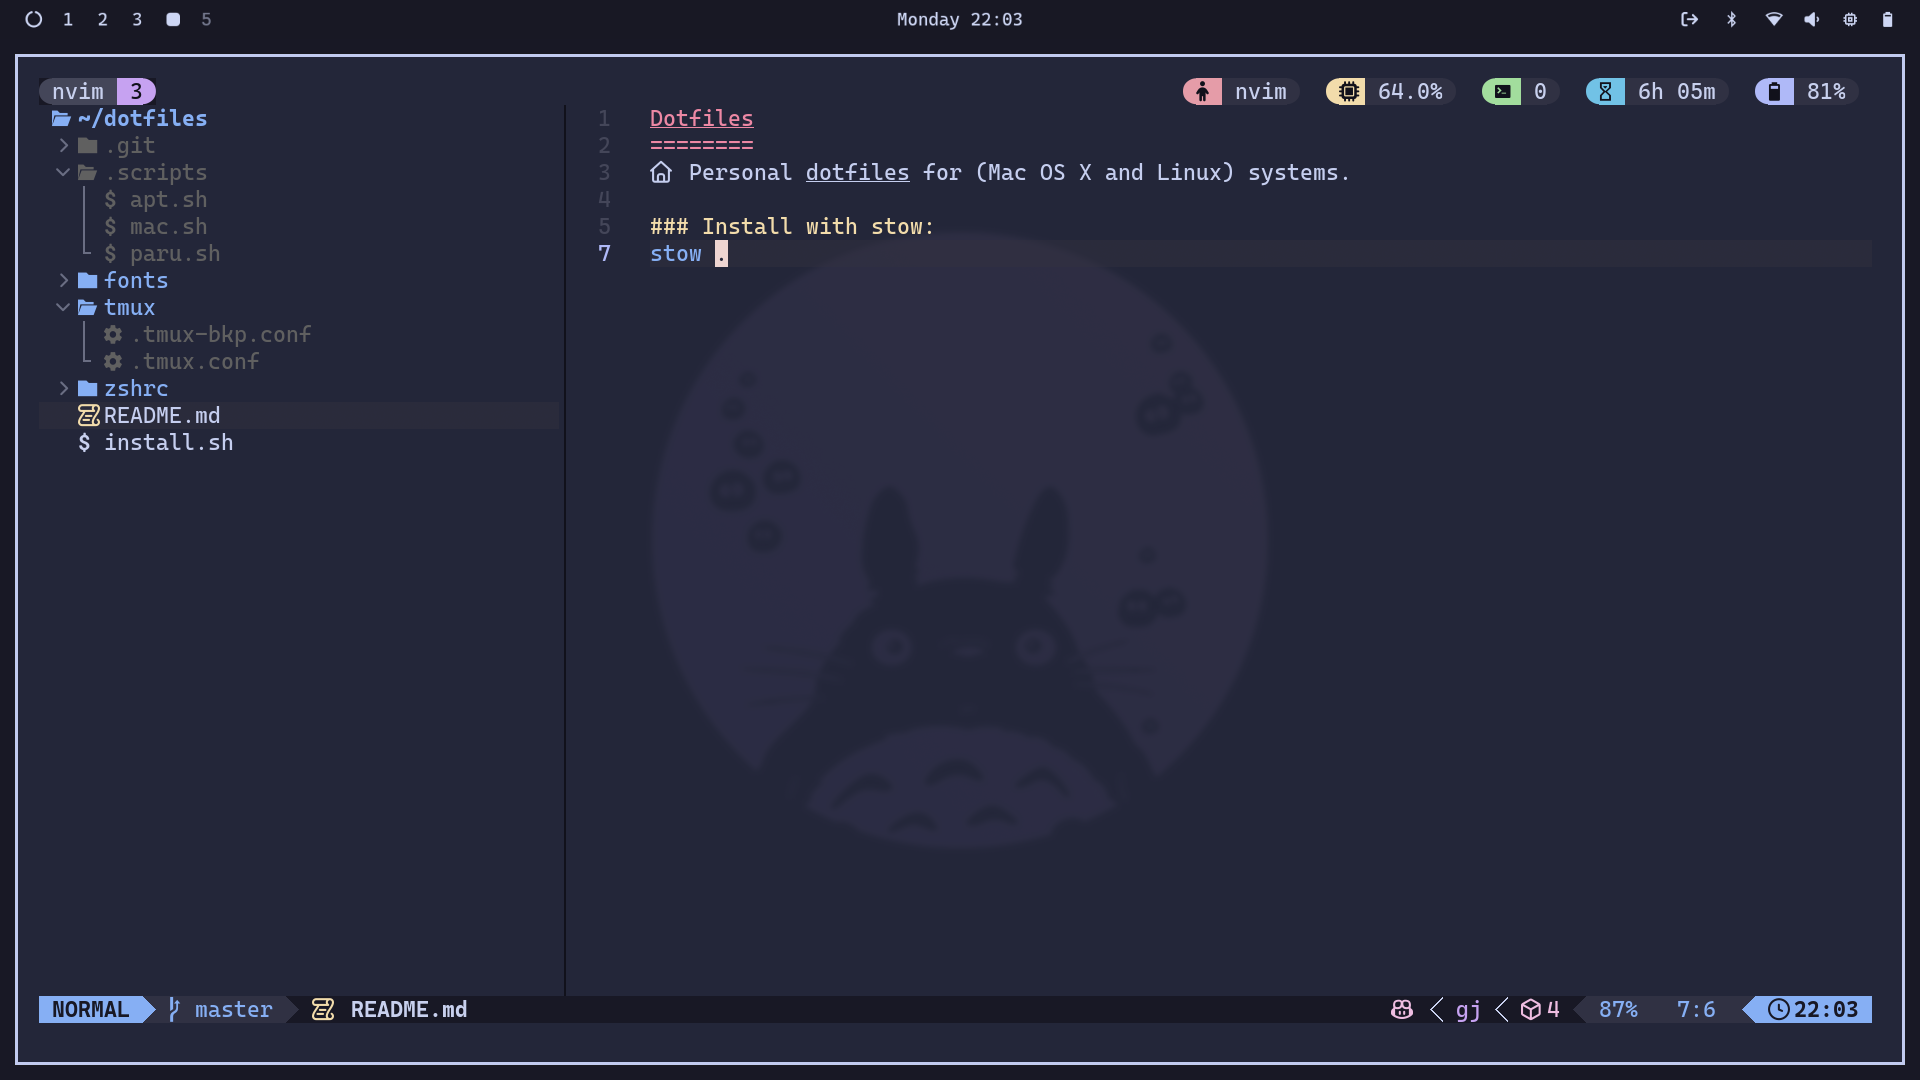 1 2 3 5 Monday 22:03
nvim 3 nvim 64.0% 0 6h 05m 81%
~/dotfiles
.git
.scripts
$ apt.sh
$ mac.sh
$ paru.sh
fonts
tmux
.tmux-bkp.conf
.tmux.conf
zshrc
README.md
$ install.sh
1 Dotfiles
2 ========
3 Personal dotfiles for (Mac OS X and Linux) systems.
4
5 ### Install with stow:
7 stow .
NORMAL master README.md gj 4 87% 7:6 22:03